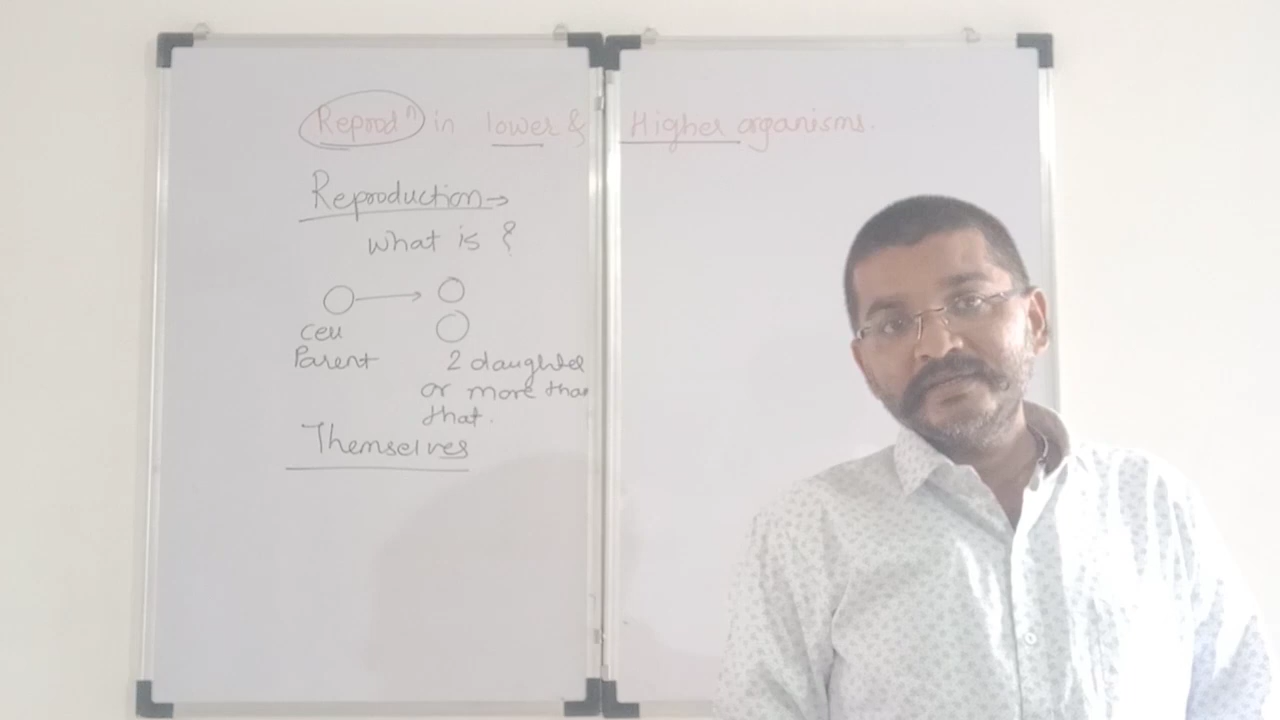 Reprodⁿ in lower & Higher organisms.
Reproduction→
what is ?
cell
Parent
2 daughter
or more than
that.
Themselves